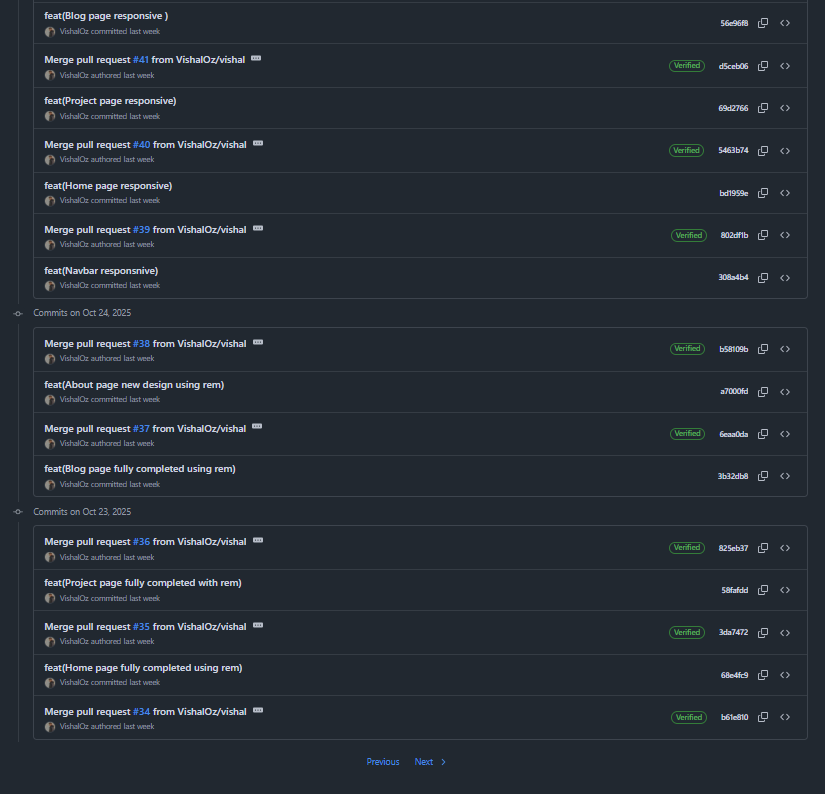 feat(Blog page responsive )
VishalOz committed last week
56e96f8
Merge pull request #41 from VishalOz/vishal
VishalOz authored last week
Verified
d5ceb06
feat(Project page responsive)
VishalOz committed last week
69d2766
Merge pull request #40 from VishalOz/vishal
VishalOz authored last week
Verified
5463b74
feat(Home page responsive)
VishalOz committed last week
bd1959e
Merge pull request #39 from VishalOz/vishal
VishalOz authored last week
Verified
802df1b
feat(Navbar responsnive)
VishalOz committed last week
308a4b4
Commits on Oct 24, 2025
Merge pull request #38 from VishalOz/vishal
VishalOz authored last week
Verified
b58109b
feat(About page new design using rem)
VishalOz committed last week
a7000fd
Merge pull request #37 from VishalOz/vishal
VishalOz authored last week
Verified
6eaa0da
feat(Blog page fully completed using rem)
VishalOz committed last week
3b32db8
Commits on Oct 23, 2025
Merge pull request #36 from VishalOz/vishal
VishalOz authored last week
Verified
825eb37
feat(Project page fully completed with rem)
VishalOz committed last week
58fafdd
Merge pull request #35 from VishalOz/vishal
VishalOz authored last week
Verified
3da7472
feat(Home page fully completed using rem)
VishalOz committed last week
68e4fc9
Merge pull request #34 from VishalOz/vishal
VishalOz authored last week
Verified
b61e810
Previous Next